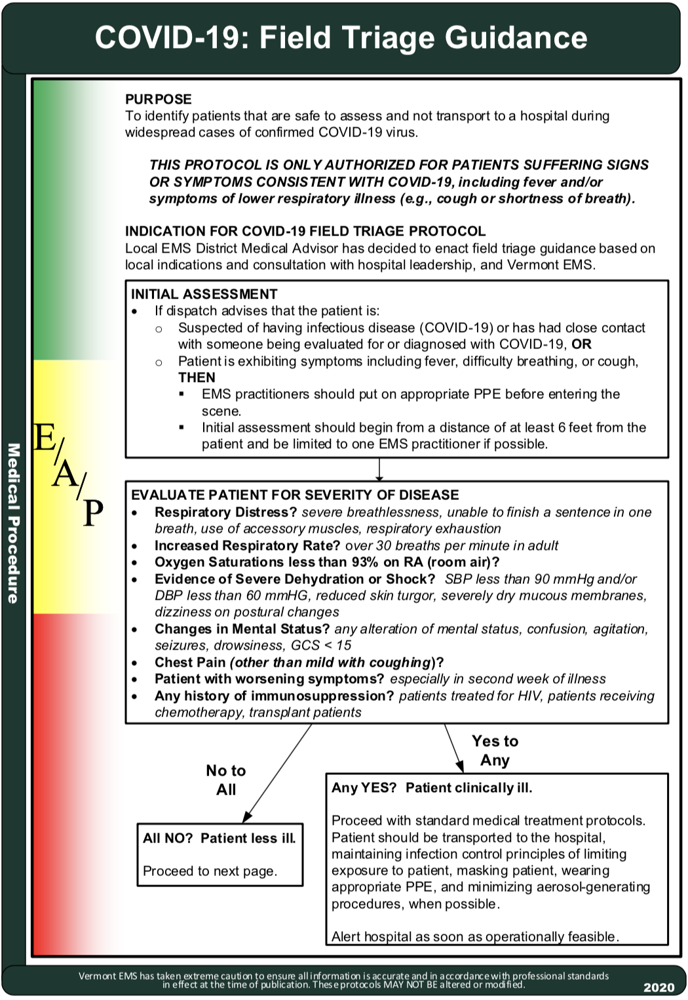 COVID-19: Field Triage Guidance
PURPOSE
To identify patients that are safe to assess and not transport to a hospital during
widespread cases of confirmed COVID-19 virus.
THIS PROTOCOL IS ONLY AUTHORIZED FOR PATIENTS SUFFERING SIGNS
OR SYMPTOMS CONSISTENT WITH COVID-19, including fever and/or
symptoms of lower respiratory illness (e.g., cough or shortness of breath).
INDICATION FOR COVID-19 FIELD TRIAGE PROTOCOL
Local EMS District Medical Advisor has decided to enact field triage guidance based on
local indications and consultation with hospital leadership, and Vermont EMS.
INITIAL ASSESSMENT
• If dispatch advises that the patient is:
o Suspected of having infectious disease (COVID-19) or has had close contact
with someone being evaluated for or diagnosed with COVID-19, OR
o Patient is exhibiting symptoms including fever, difficulty breathing, or cough,
THEN
▪ EMS practitioners should put on appropriate PPE before entering the
scene.
▪ Initial assessment should begin from a distance of at least 6 feet from the
patient and be limited to one EMS practitioner if possible.
E/
A/
P
Medical Procedure
EVALUATE PATIENT FOR SEVERITY OF DISEASE
• Respiratory Distress? severe breathlessness, unable to finish a sentence in one
breath, use of accessory muscles, respiratory exhaustion
• Increased Respiratory Rate? over 30 breaths per minute in adult
• Oxygen Saturations less than 93% on RA (room air)?
• Evidence of Severe Dehydration or Shock? SBP less than 90 mmHg and/or
DBP less than 60 mmHG, reduced skin turgor, severely dry mucous membranes,
dizziness on postural changes
• Changes in Mental Status? any alteration of mental status, confusion, agitation,
seizures, drowsiness, GCS < 15
• Chest Pain (other than mild with coughing)?
• Patient with worsening symptoms? especially in second week of illness
• Any history of immunosuppression? patients treated for HIV, patients receiving
chemotherapy, transplant patients
No to
All
Yes to
Any
All NO? Patient less ill.
Proceed to next page.
Any YES? Patient clinically ill.
Proceed with standard medical treatment protocols.
Patient should be transported to the hospital,
maintaining infection control principles of limiting
exposure to patient, masking patient, wearing
appropriate PPE, and minimizing aerosol-generating
procedures, when possible.
Alert hospital as soon as operationally feasible.
Vermont EMS has taken extreme caution to ensure all information is accurate and in accordance with professional standards
in effect at the time of publication. These protocols MAY NOT BE altered or modified.
2020